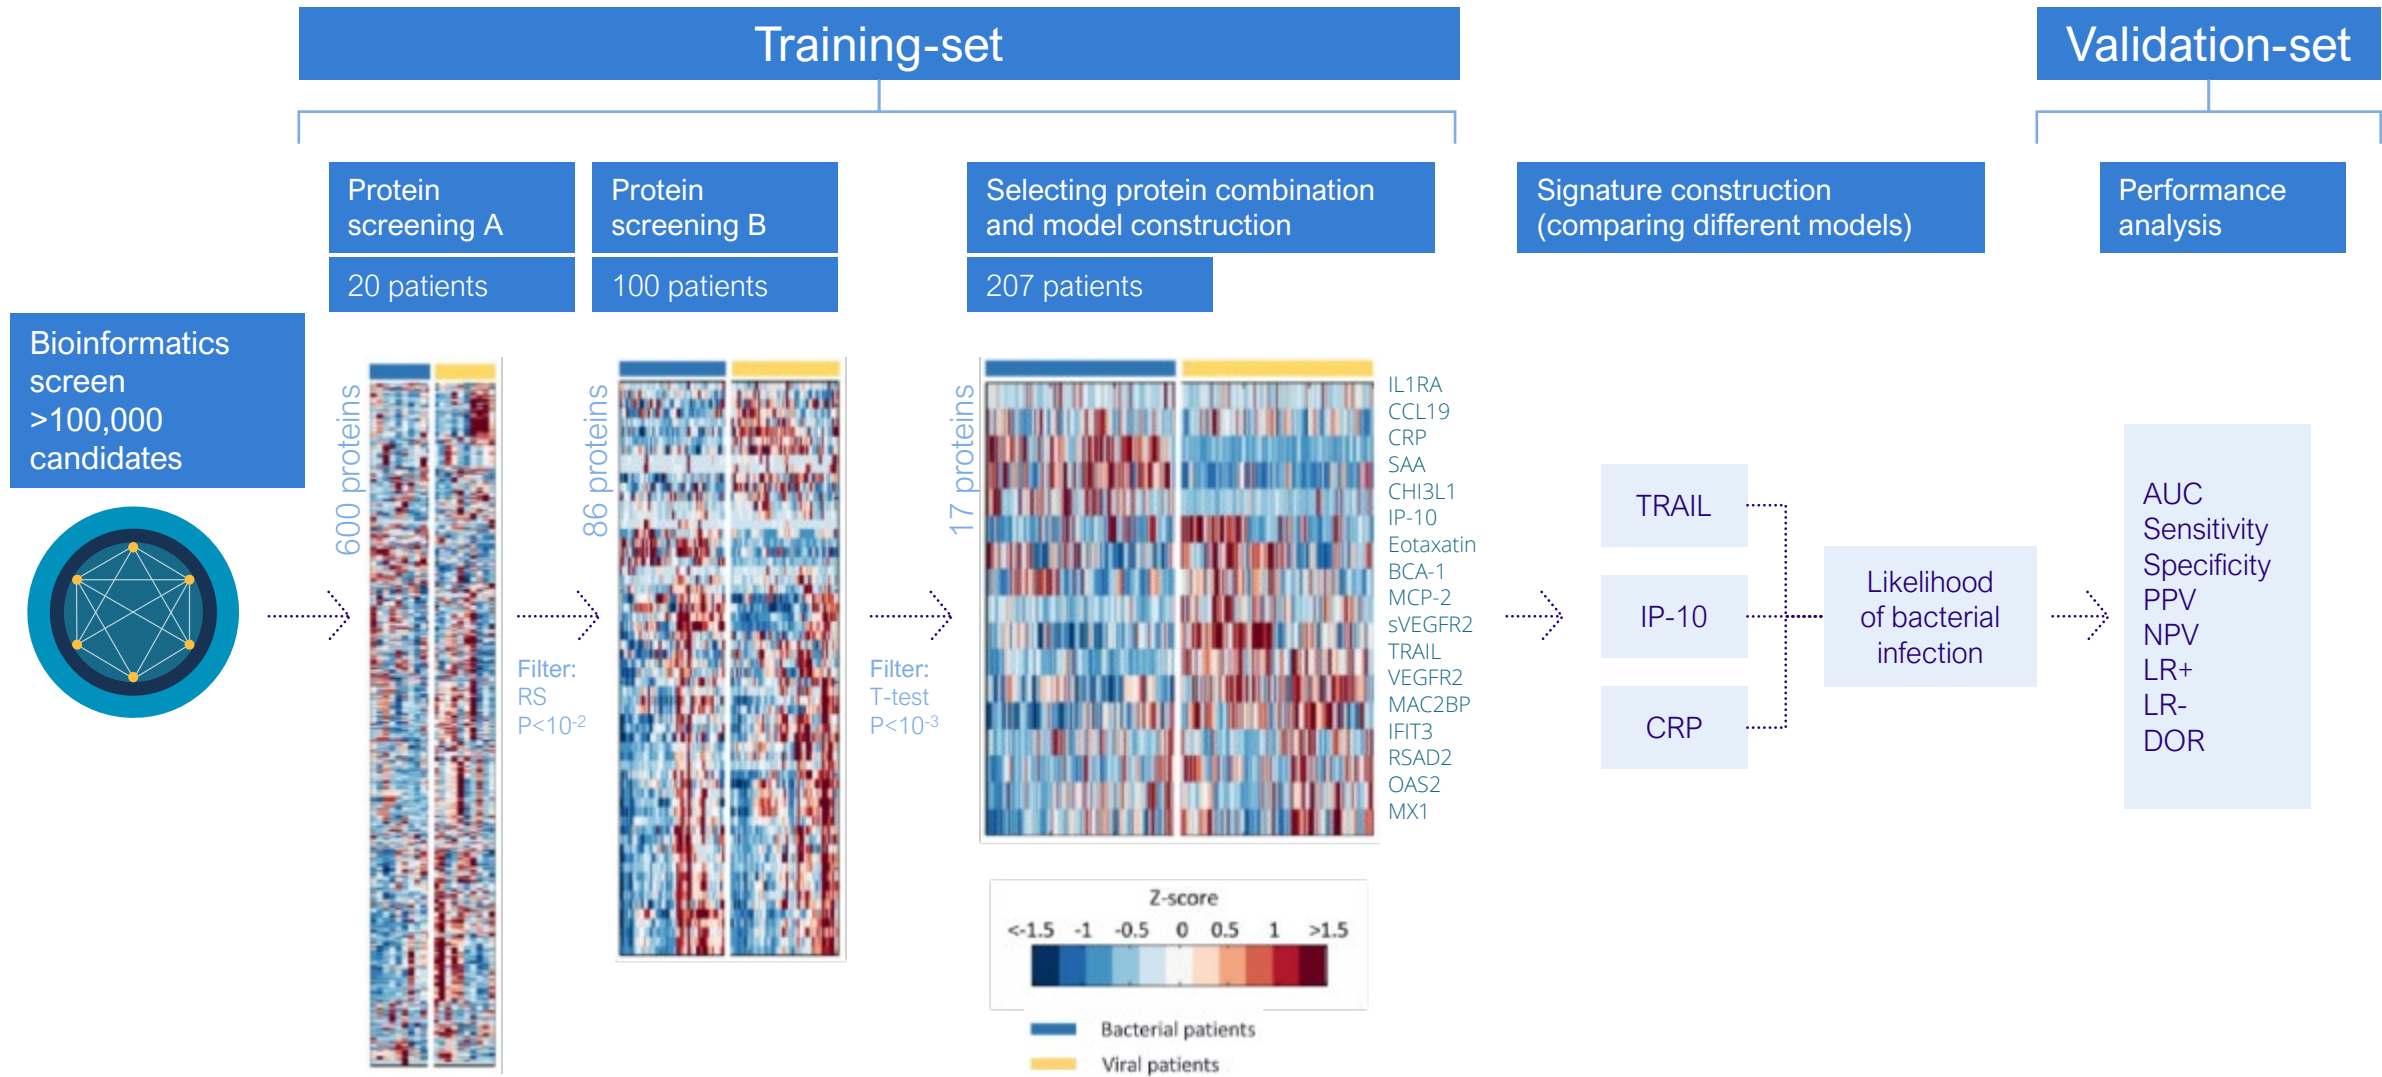 Training-set
Validation-set
Protein
screening A
20 patients
Protein
screening B
100 patients
Selecting protein combination
and model construction
207 patients
Signature construction
(comparing different models)
Performance
analysis
Bioinformatics
screen
>100,000
candidates
600 proteins
Filter:
RS
P<10-2
86 proteins
Filter:
T-test
P<10-3
17 proteins
IL1RA
CCL19
CRP
SAA
CHI3L1
IP-10
Eotaxatin
BCA-1
MCP-2
sVEGFR2
TRAIL
VEGFR2
MAC2BP
IFIT3
RSAD2
OAS2
MX1
TRAIL
IP-10
CRP
Likelihood
of bacterial
infection
AUC
Sensitivity
Specificity
PPV
NPV
LR+
LR-
DOR
Z-score
<-1.5 -1 -0.5 0 0.5 1 >1.5
Bacterial patients
Viral patients